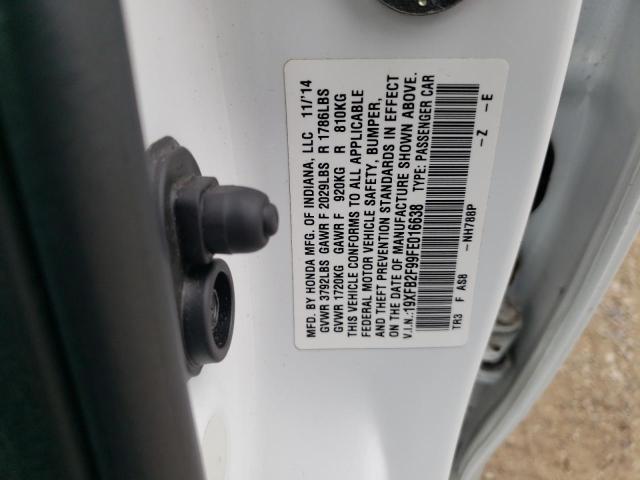 MFD. BY HONDA MFG. OF INDIANA, LLC 11/'14
GVWR 3792LBS GAWR F 2029LBS R 1786LBS
GVWR 1720KG GAWR F 920KG R 810KG
THIS VEHICLE CONFORMS TO ALL APPLICABLE
FEDERAL MOTOR VEHICLE SAFETY, BUMPER,
AND THEFT PREVENTION STANDARDS IN EFFECT
ON THE DATE OF MANUFACTURE SHOWN ABOVE.
V.I.N.:19XFB2F99FE016638 TYPE: PASSENGER CAR
TR3 F AS8 -NH788P -Z -E